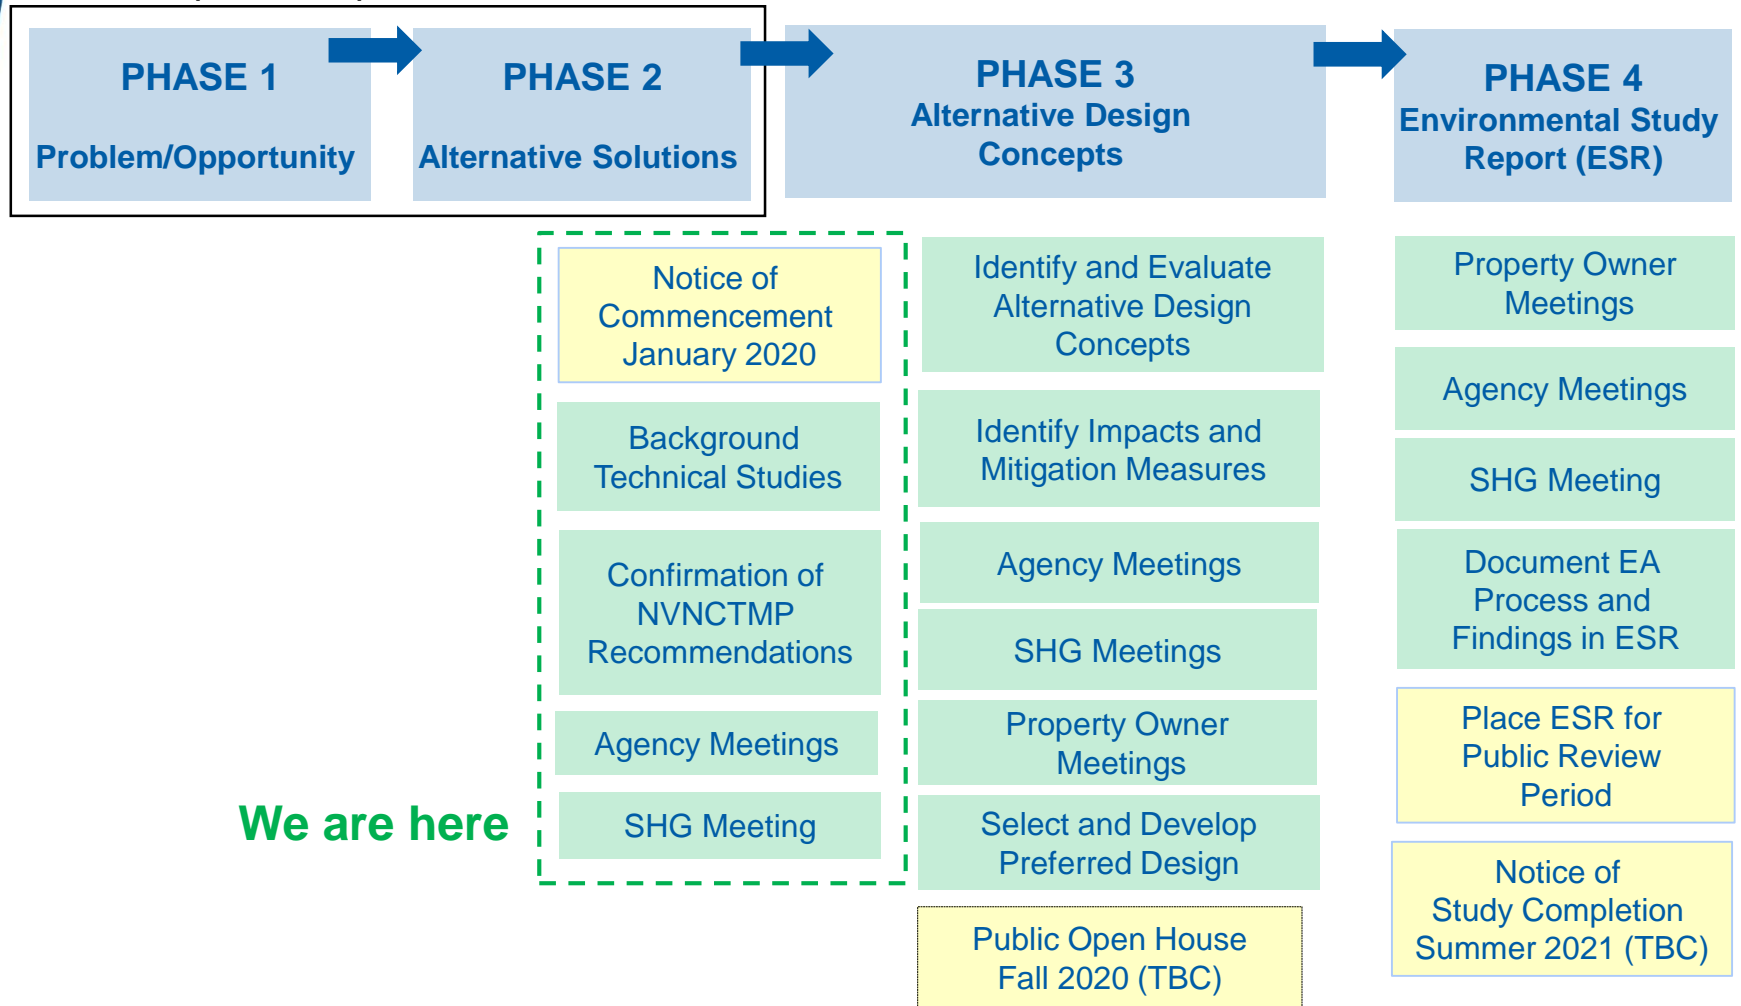 PHASE 1
Problem/Opportunity
PHASE 2
Alternative Solutions
PHASE 3
Alternative Design
Concepts
PHASE 4
Environmental Study
Report (ESR)
Notice of
Commencement
January 2020
Background
Technical Studies
Confirmation of
NVNCTMP
Recommendations
Agency Meetings
SHG Meeting
We are here
Identify and Evaluate
Alternative Design
Concepts
Identify Impacts and
Mitigation Measures
Agency Meetings
SHG Meetings
Property Owner
Meetings
Select and Develop
Preferred Design
Public Open House
Fall 2020 (TBC)
Property Owner
Meetings
Agency Meetings
SHG Meeting
Document EA
Process and
Findings in ESR
Place ESR for
Public Review
Period
Notice of
Study Completion
Summer 2021 (TBC)